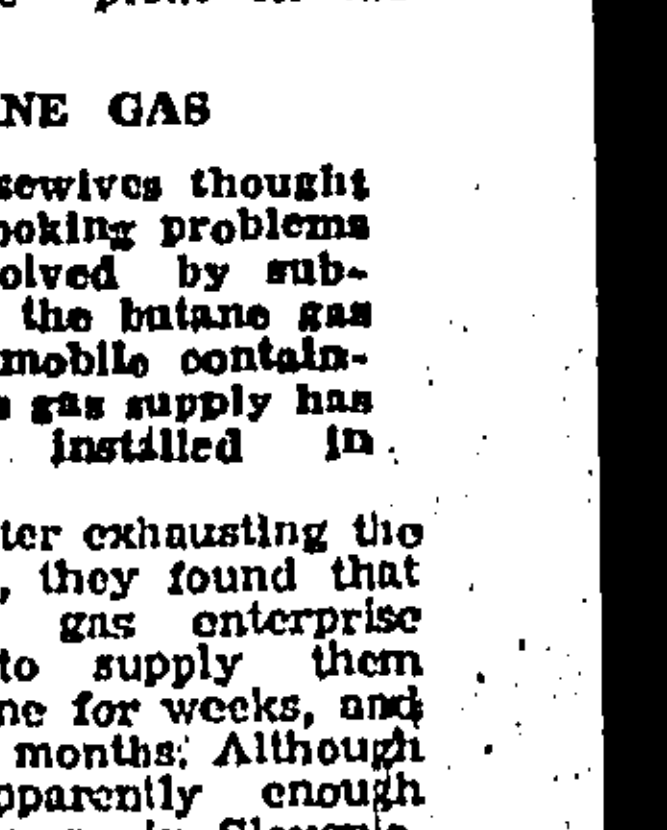 NE GAS
sewives thought
ooking problems
olved by sub-
the butane gas
mobile contain-
gas supply has
installed in
ter exhausting the
, they found that
gas enterprise
to supply them
ne for weeks, and
months. Although
pparently enough
in Slovenia